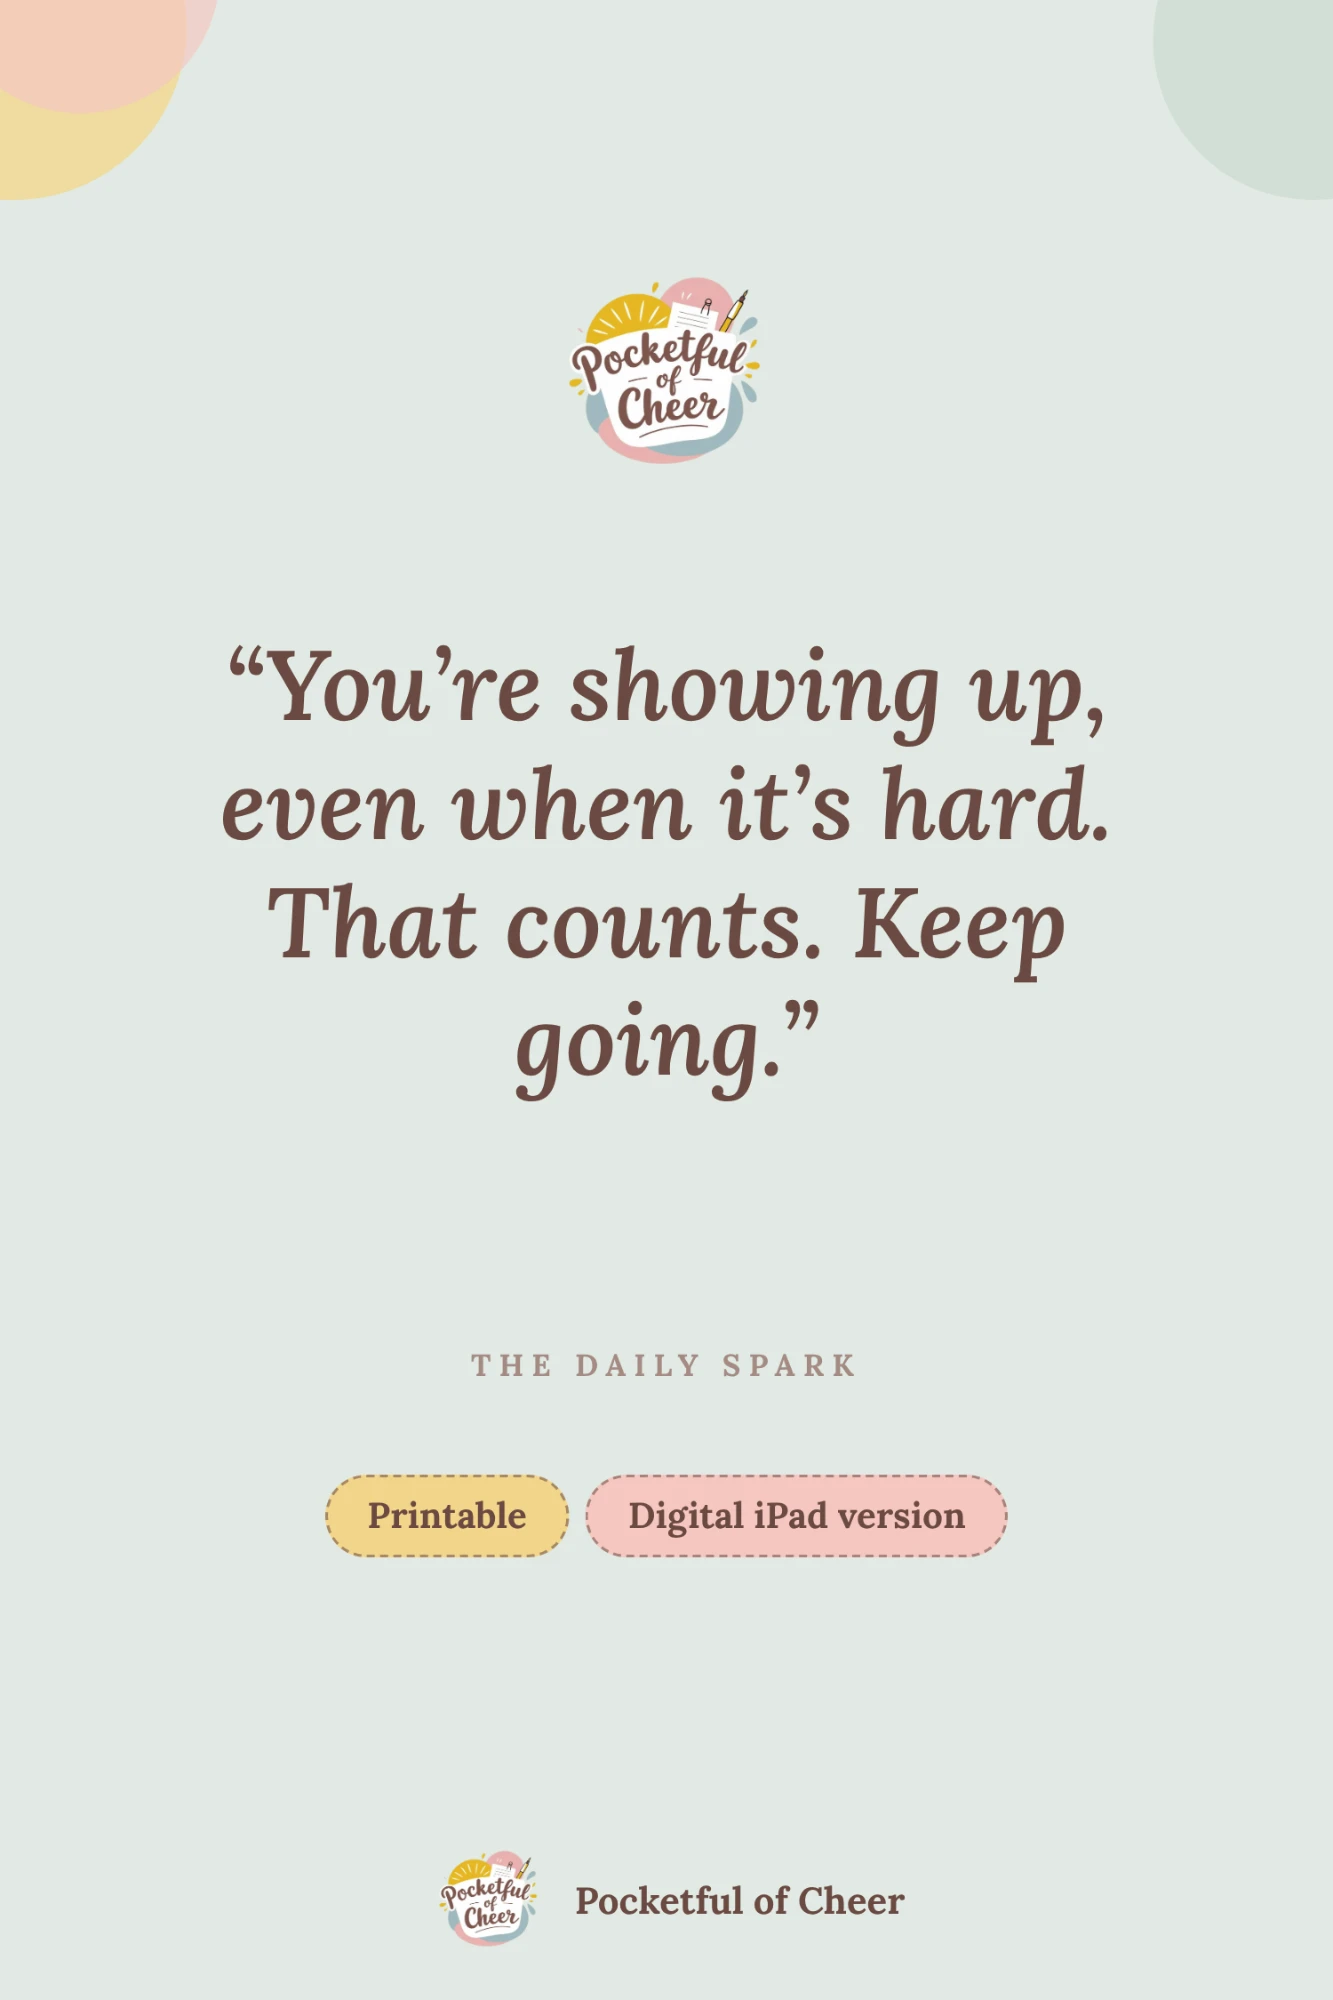 Pocketful
of
Cheer
“You’re showing up,
even when it’s hard.
That counts. Keep
going.”
THE DAILY SPARK
Printable
Digital iPad version
Pocketful
of
Cheer
Pocketful of Cheer